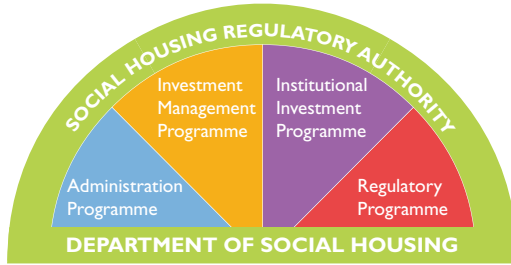 SOCIAL HOUSING REGULATORY AUTHORITY
Investment
Management
Programme
Institutional
Investment
Programme
Administration
Programme
Regulatory
Programme
DEPARTMENT OF SOCIAL HOUSING